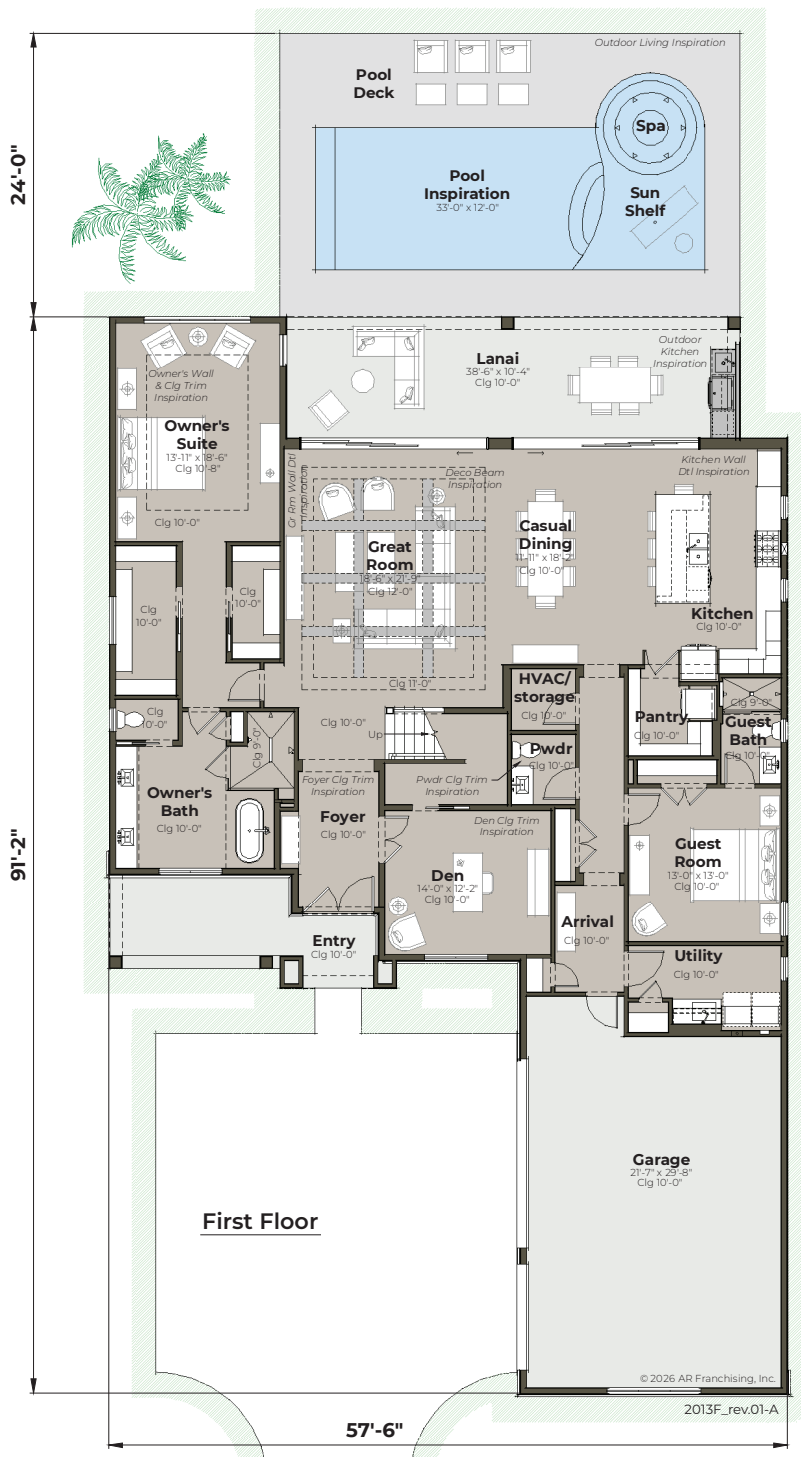 Outdoor Living Inspiration
Pool
Deck
Spa
Pool
Inspiration
33'-0" x 12'-0"
Sun
Shelf
24'-0"
Lanai
38'-6" x 10'-4"
Clg 10'-0"
Outdoor
Kitchen
Inspiration
Owner's Wall
& Clg Trim
Inspiration
Owner's
Suite
13'-11" x 18'-6"
Clg 10'-8"
Clg 10'-0"
Gr Rm Wall Dtl
Inspiration
Deco Beam
Inspiration
Kitchen Wall
Dtl Inspiration
Great
Room
18'-6" x 21'-9"
Clg 12'-0"
Clg 11'-0"
Casual
Dining
11'-11" x 18'-2"
Clg 10'-0"
Kitchen
Clg 10'-0"
Clg
10'-0"
Clg
10'-0"
Clg
10'-0"
Clg 9'-0"
Clg 10'-0"
Up
HVAC/
storage
Clg 10'-0"
Pantry
Clg 10'-0"
Clg 9'-0"
Guest
Bath
Clg 10'-0"
Pwdr
Clg 10'-0"
Owner's
Bath
Clg 10'-0"
Foyer Clg Trim
Inspiration
Foyer
Clg 10'-0"
Pwdr Clg Trim
Inspiration
Den Clg Trim
Inspiration
Den
14'-0" x 12'-2"
Clg 10'-0"
Guest
Room
13'-0" x 13'-0"
Clg 10'-0"
91'-2"
Entry
Clg 10'-0"
Arrival
Clg 10'-0"
Utility
Clg 10'-0"
Garage
21'-7" x 29'-8"
Clg 10'-0"
First Floor
© 2026 AR Franchising, Inc.
2013F_rev.01-A
57'-6"